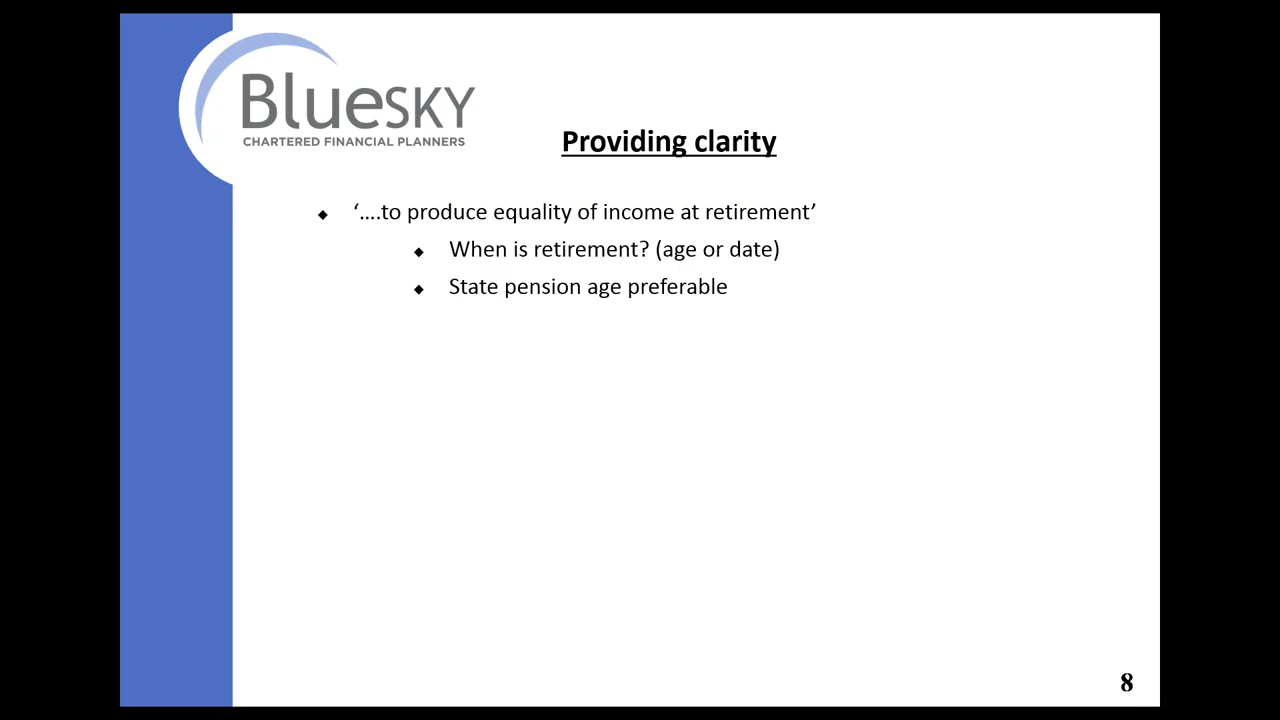 BlueSKY
CHARTERED FINANCIAL PLANNERS
Providing clarity
‘....to produce equality of income at retirement’
When is retirement? (age or date)
State pension age preferable
8